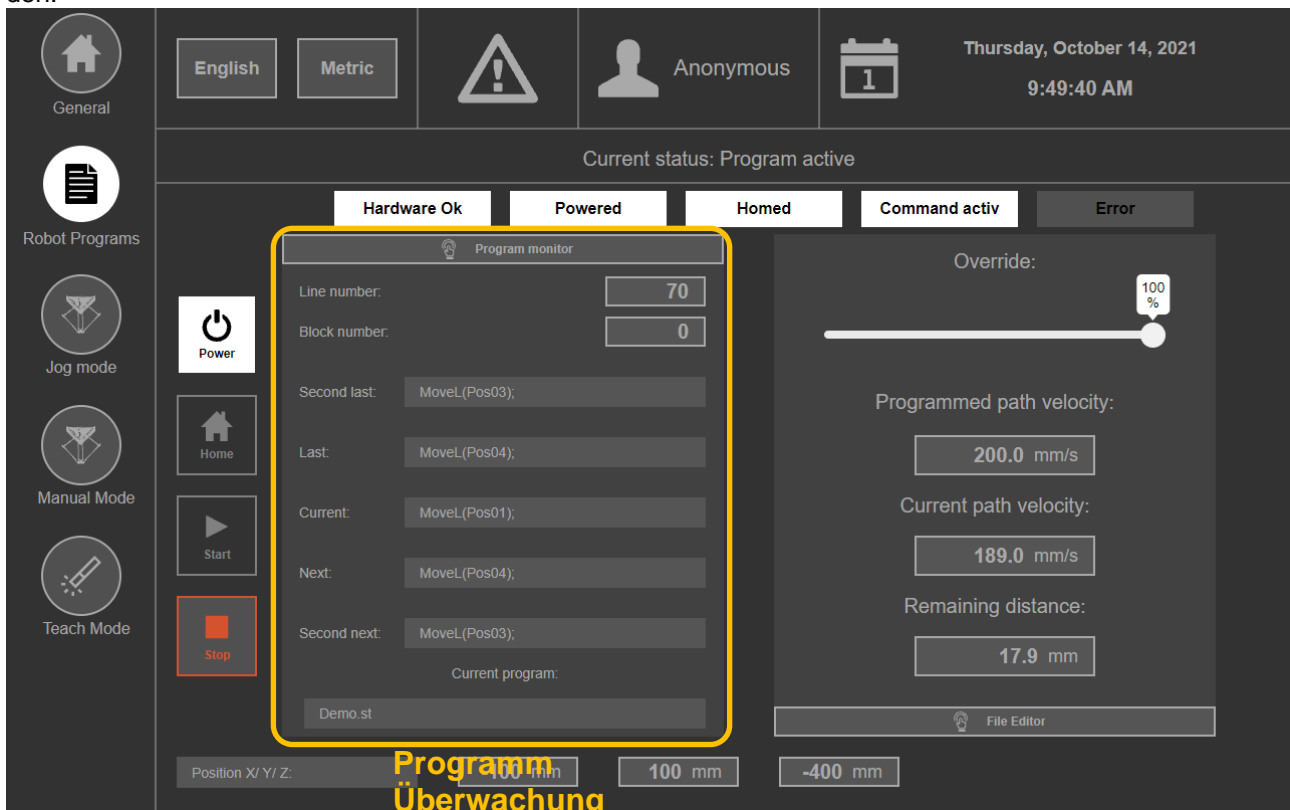 den.
English
Metric
Anonymous
1
Thursday, October 14, 2021
9:49:40 AM
General
Current status: Program active
Hardware Ok
Powered
Homed
Command activ
Error
Robot Programs
Program monitor
Line number: 70
Block number: 0
Second last: MoveL(Pos03);
Last: MoveL(Pos04);
Current: MoveL(Pos01);
Next: MoveL(Pos04);
Second next: MoveL(Pos03);
Current program:
Demo.st
Override:
100
%
Programmed path velocity:
200.0 mm/s
Current path velocity:
189.0 mm/s
Remaining distance:
17.9 mm
File Editor
Power
Home
Start
Stop
Jog mode
Manual Mode
Teach Mode
Position X/ Y/ Z:
mm
100 mm
-400 mm
Programm
Überwachung